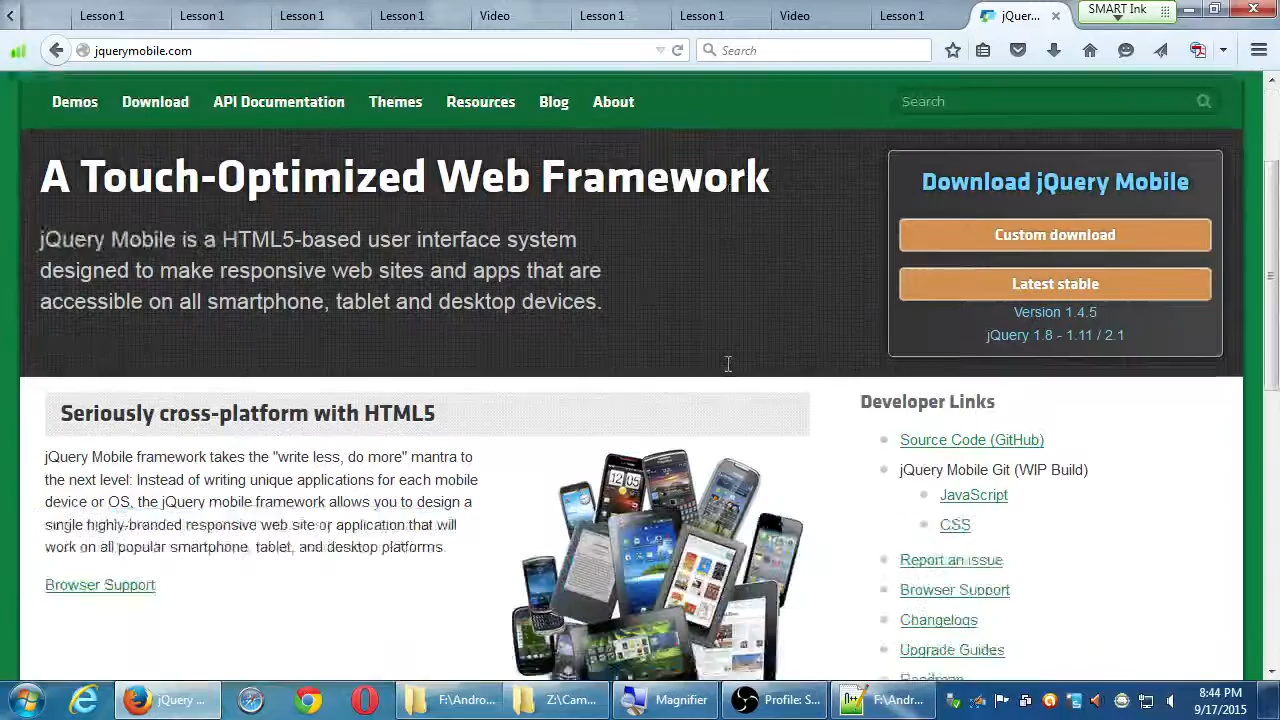 Lesson 1
Lesson 1
Lesson 1
Lesson 1
Video
Lesson 1
Lesson 1
Video
Lesson 1
jQuer...
SMART Ink
jquerymobile.com
Search
Demos
Download
API Documentation
Themes
Resources
Blog
About
Search
A Touch-Optimized Web Framework
jQuery Mobile is a HTML5-based user interface system
designed to make responsive web sites and apps that are
accessible on all smartphone, tablet and desktop devices.
Download jQuery Mobile
Custom download
Latest stable
Version 1.4.5
jQuery 1.8 - 1.11 / 2.1
Seriously cross-platform with HTML5
jQuery Mobile framework takes the "write less, do more" mantra to
the next level: Instead of writing unique applications for each mobile
device or OS, the jQuery mobile framework allows you to design a
single highly-branded responsive web site or application that will
work on all popular smartphone, tablet, and desktop platforms.
Browser Support
12:05
Developer Links
Source Code (GitHub)
jQuery Mobile Git (WIP Build)
JavaScript
CSS
Report an issue
Browser Support
Changelogs
Upgrade Guides
Roadmap
jQuery ...
F:\Andro...
Z:\Cam...
Magnifier
Profile: S...
F:\Andr...
8:44 PM
9/17/2015